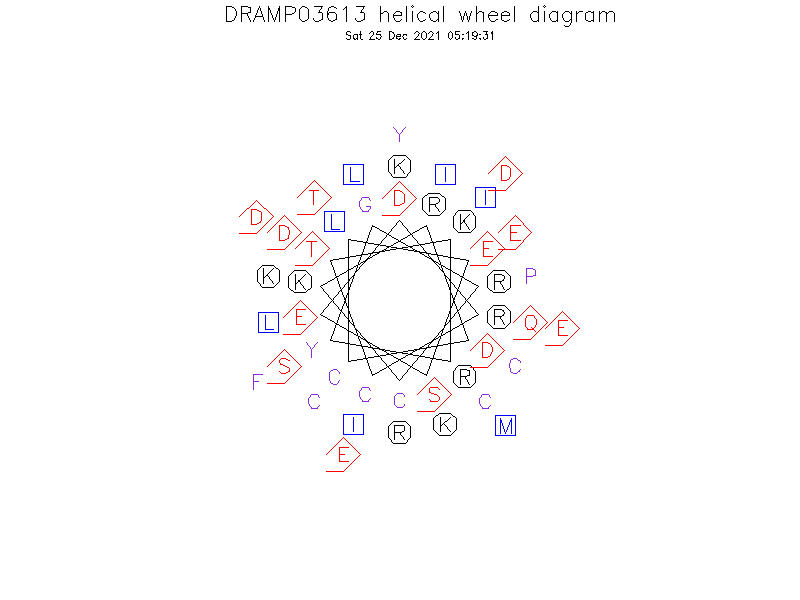 DRAMP03613 helical wheel diagram
Sat 25 Dec 2021 05:19:31
Y
K
L I D
T G D R I
D L K
D T E E
K K R P
L E R Q E
Y D
F S C
C R
C C C S C
I R K M
E